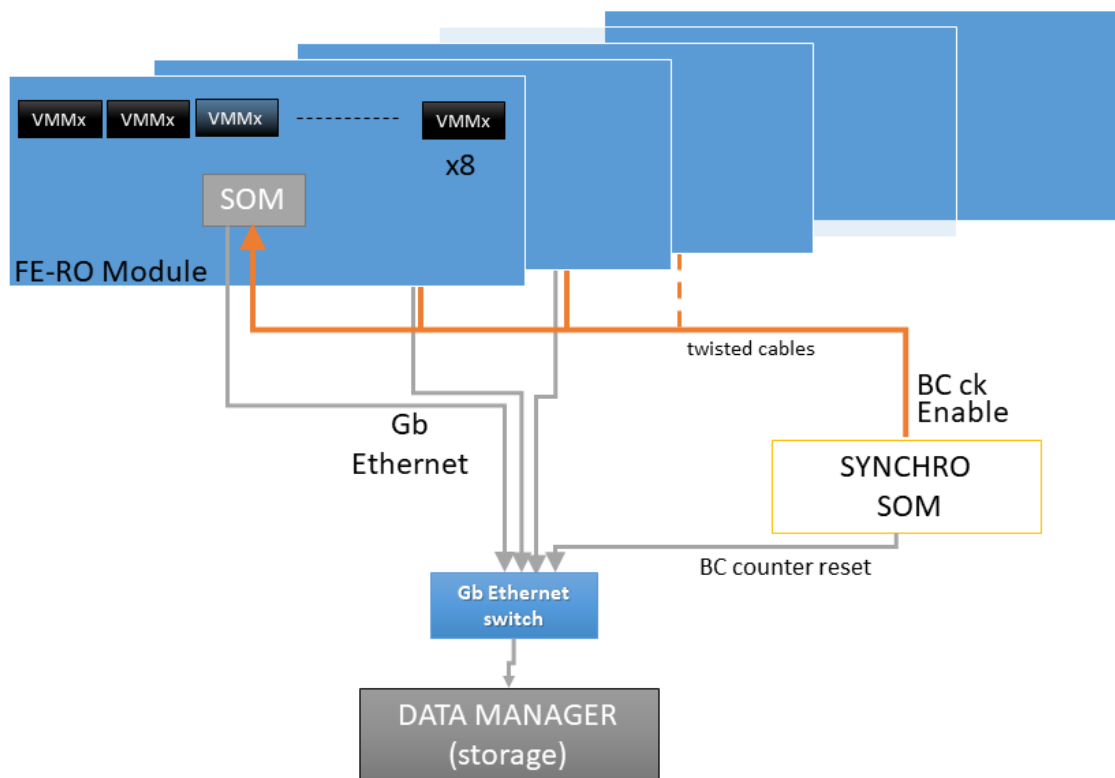 VMMx VMMx VMMx VMMx
x8
SOM
FE-RO Module
twisted cables
BC ck
Enable
Gb
Ethernet
SYNCHRO
SOM
BC counter reset
Gb Ethernet
switch
DATA MANAGER
(storage)